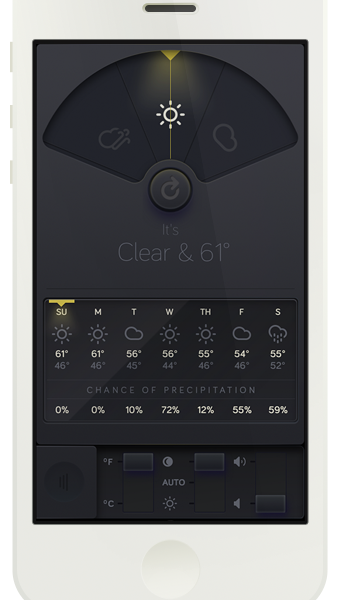 It's
Clear & 61°
SU M T W TH F S
61° 61° 56° 56° 55° 54° 55°
46° 46° 45° 44° 46° 46° 52°
CHANCE OF PRECIPITATION
0% 0% 10% 72% 12% 55% 59%
°F
AUTO
°C